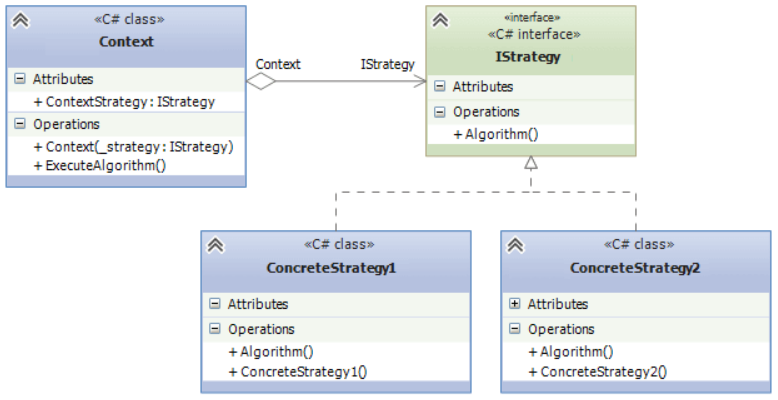 «C# class»
Context
Attributes
+ ContextStrategy : IStrategy
Operations
+ Context(_strategy : IStrategy)
+ ExecuteAlgorithm()
Context
IStrategy
«interface»
«C# interface»
IStrategy
Attributes
Operations
+ Algorithm()
«C# class»
ConcreteStrategy1
Attributes
Operations
+ Algorithm()
+ ConcreteStrategy1()
«C# class»
ConcreteStrategy2
Attributes
Operations
+ Algorithm()
+ ConcreteStrategy2()